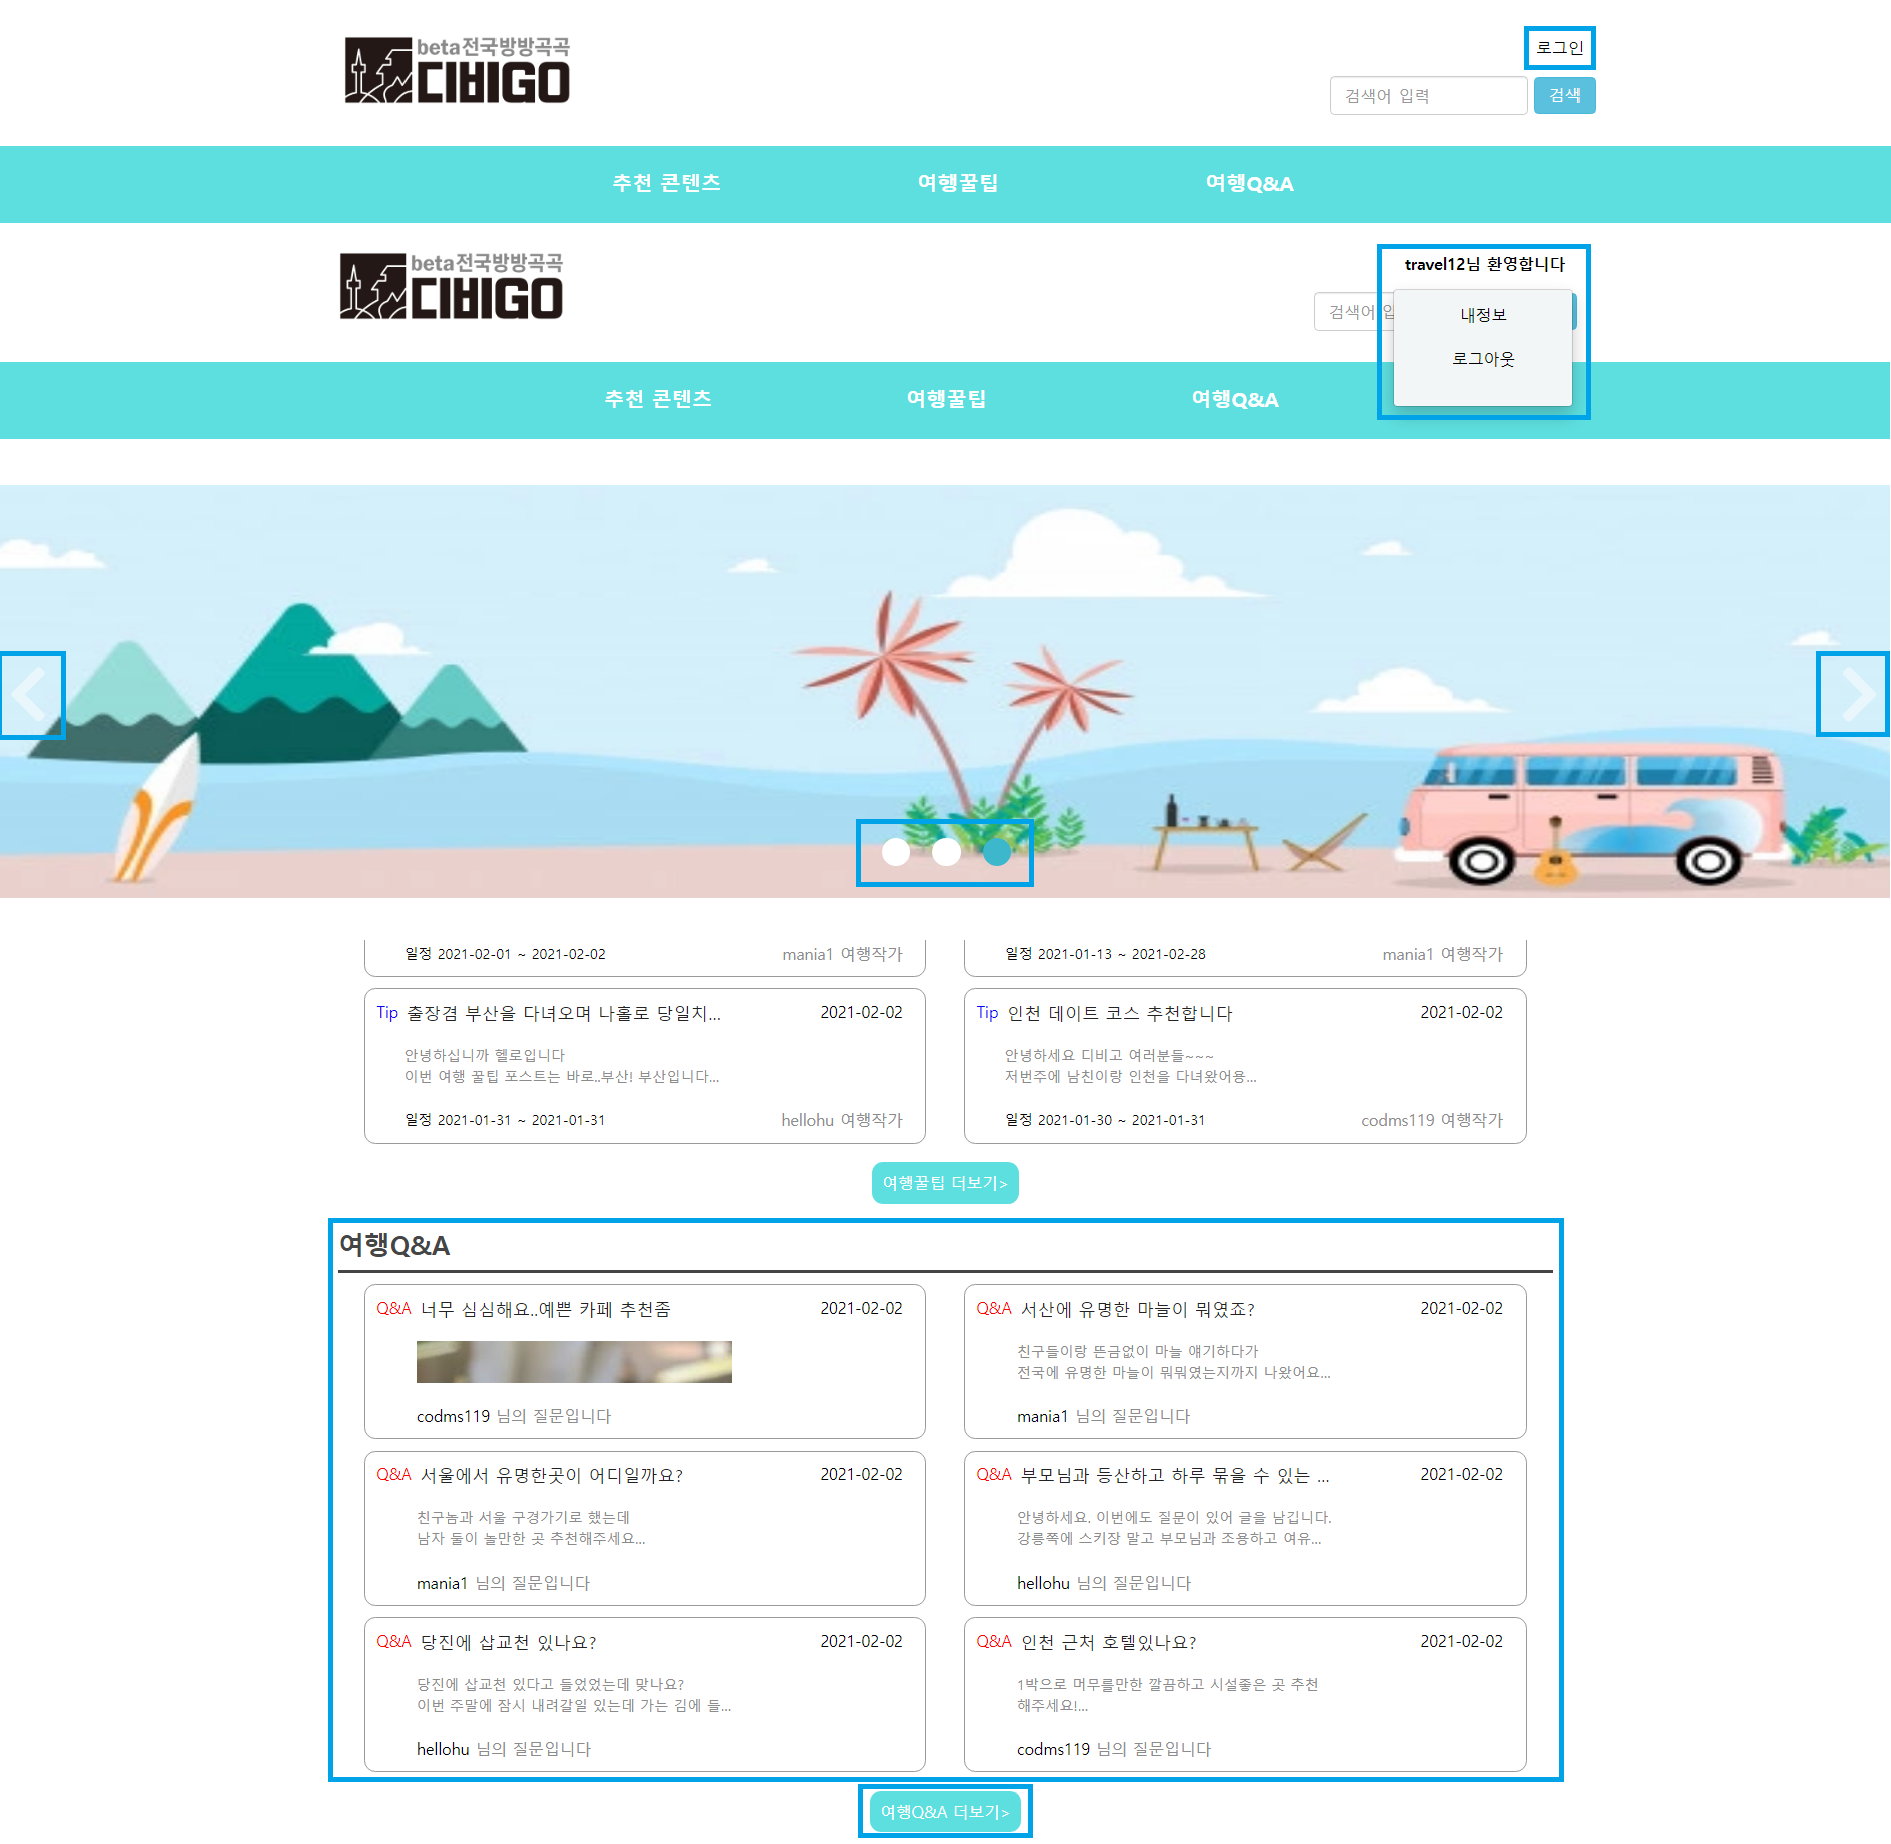 beta전국방방곡곡
디비GO
로그인
검색어 입력
검색
추천 콘텐츠
여행꿀팁
여행Q&A
beta전국방방곡곡
디비GO
travel12님 환영합니다
검색어 입
내정보
로그아웃
추천 콘텐츠
여행꿀팁
여행Q&A
일정 2021-02-01 ~ 2021-02-02
mania1 여행작가
일정 2021-01-13 ~ 2021-02-28
mania1 여행작가
Tip 출장겸 부산을 다녀오며 나홀로 당일치...
2021-02-02
안녕하십니까 헬로입니다
이번 여행 꿀팁 포스트는 바로..부산! 부산입니다...
일정 2021-01-31 ~ 2021-01-31
hellohu 여행작가
Tip 인천 데이트 코스 추천합니다
2021-02-02
안녕하세요 디비고 여러분들~~~
저번주에 남친이랑 인천을 다녀왔어용...
일정 2021-01-30 ~ 2021-01-31
codms119 여행작가
여행꿀팁 더보기>
여행Q&A
Q&A 너무 심심해요..예쁜 카페 추천좀
2021-02-02
codms119 님의 질문입니다
Q&A 서산에 유명한 마늘이 뭐였죠?
2021-02-02
친구들이랑 뜬금없이 마늘 얘기하다가
전국에 유명한 마늘이 뭐뭐였는지까지 나왔어요...
mania1 님의 질문입니다
Q&A 서울에서 유명한곳이 어디일까요?
2021-02-02
친구놈과 서울 구경가기로 했는데
남자 둘이 놀만한 곳 추천해주세요...
mania1 님의 질문입니다
Q&A 부모님과 등산하고 하루 묶을 수 있는 ...
2021-02-02
안녕하세요. 이번에도 질문이 있어 글을 남깁니다.
강릉쪽에 스키장 말고 부모님과 조용하고 여유...
hellohu 님의 질문입니다
Q&A 당진에 삽교천 있나요?
2021-02-02
당진에 삽교천 있다고 들었었는데 맞나요?
이번 주말에 잠시 내려갈일 있는데 가는 김에 들...
hellohu 님의 질문입니다
Q&A 인천 근처 호텔있나요?
2021-02-02
1박으로 머무를만한 깔끔하고 시설좋은 곳 추천
해주세요!...
codms119 님의 질문입니다
여행Q&A 더보기>